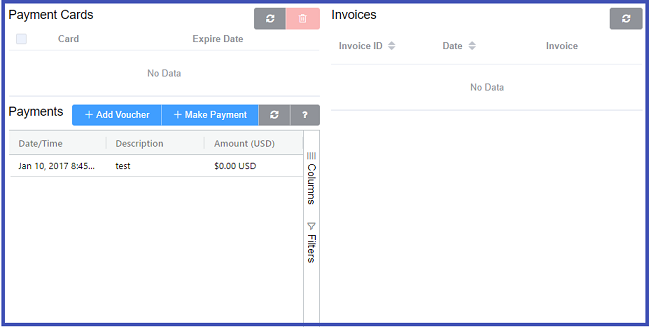 Payment Cards
Card Expire Date
No Data
Payments + Add Voucher + Make Payment ?
Date/Time Description Amount (USD)
Jan 10, 2017 8:45... test $0.00 USD
Columns
Filters
Invoices
Invoice ID Date Invoice
No Data